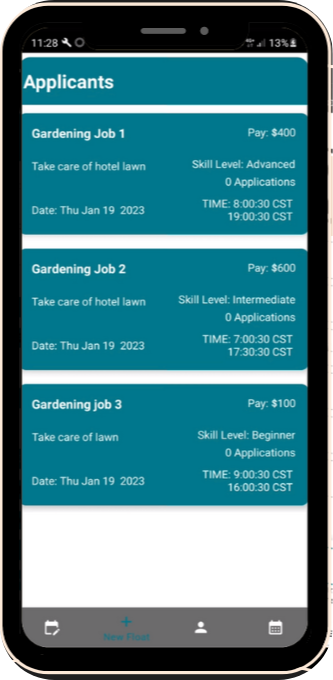 11:28 13%
Applicants
Gardening Job 1 Pay: $400
Take care of hotel lawn Skill Level: Advanced
0 Applications
Date: Thu Jan 19 2023 TIME: 8:00:30 CST
19:00:30 CST
Gardening Job 2 Pay: $600
Take care of hotel lawn Skill Level: Intermediate
0 Applications
Date: Thu Jan 19 2023 TIME: 7:00:30 CST
17:30:30 CST
Gardening job 3 Pay: $100
Take care of lawn Skill Level: Beginner
0 Applications
Date: Thu Jan 19 2023 TIME: 9:00:30 CST
16:00:30 CST
New Float